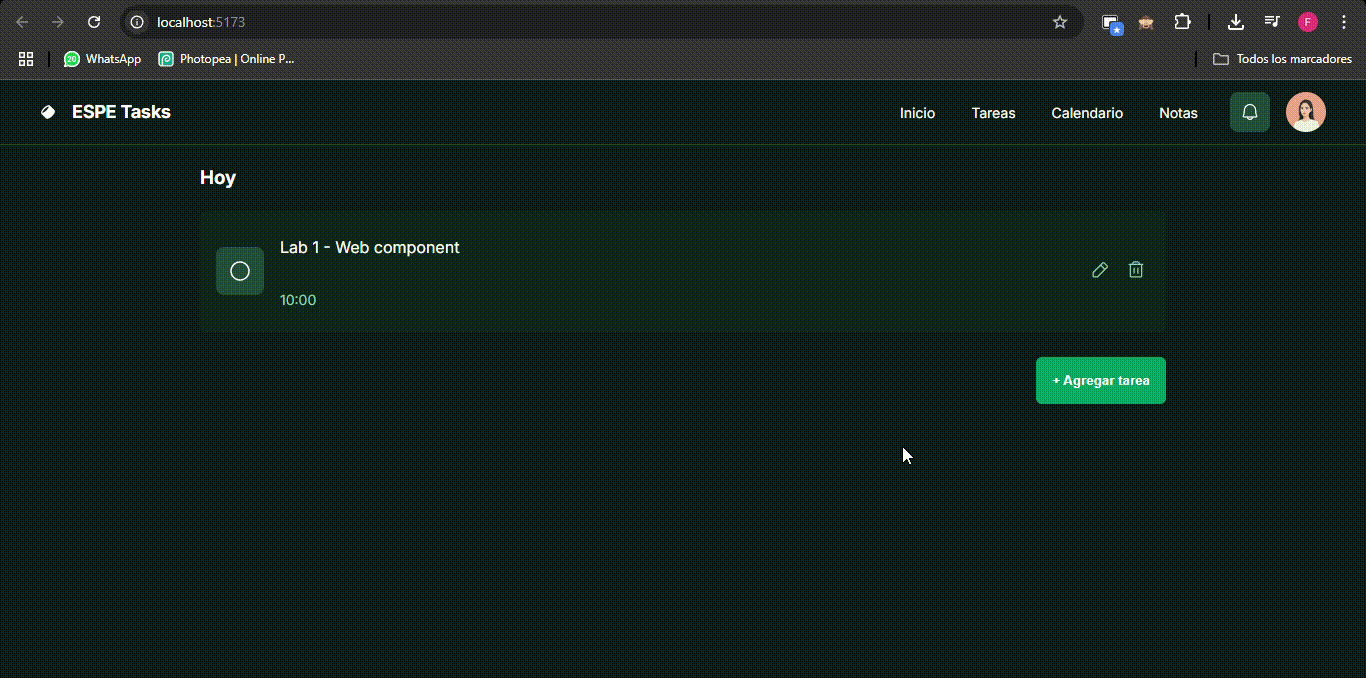 localhost:5173
F
20 WhatsApp Photopea | Online P... Todos los marcadores
ESPE Tasks Inicio Tareas Calendario Notas
Hoy
Lab 1 - Web component
10:00
+ Agregar tarea